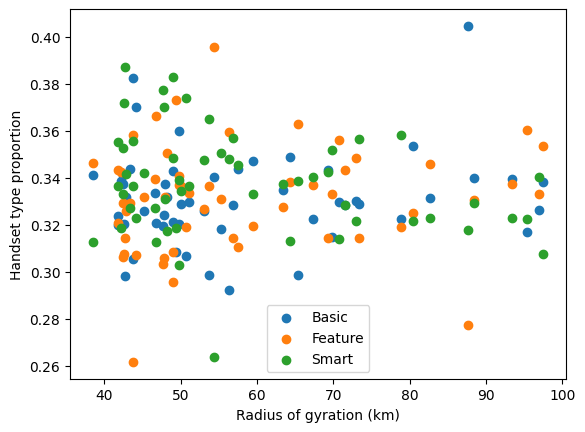 0.40
0.38
0.36
0.34
0.32
0.30
0.28
0.26
Handset type proportion
Basic
Feature
Smart
40 50 60 70 80 90 100
Radius of gyration (km)